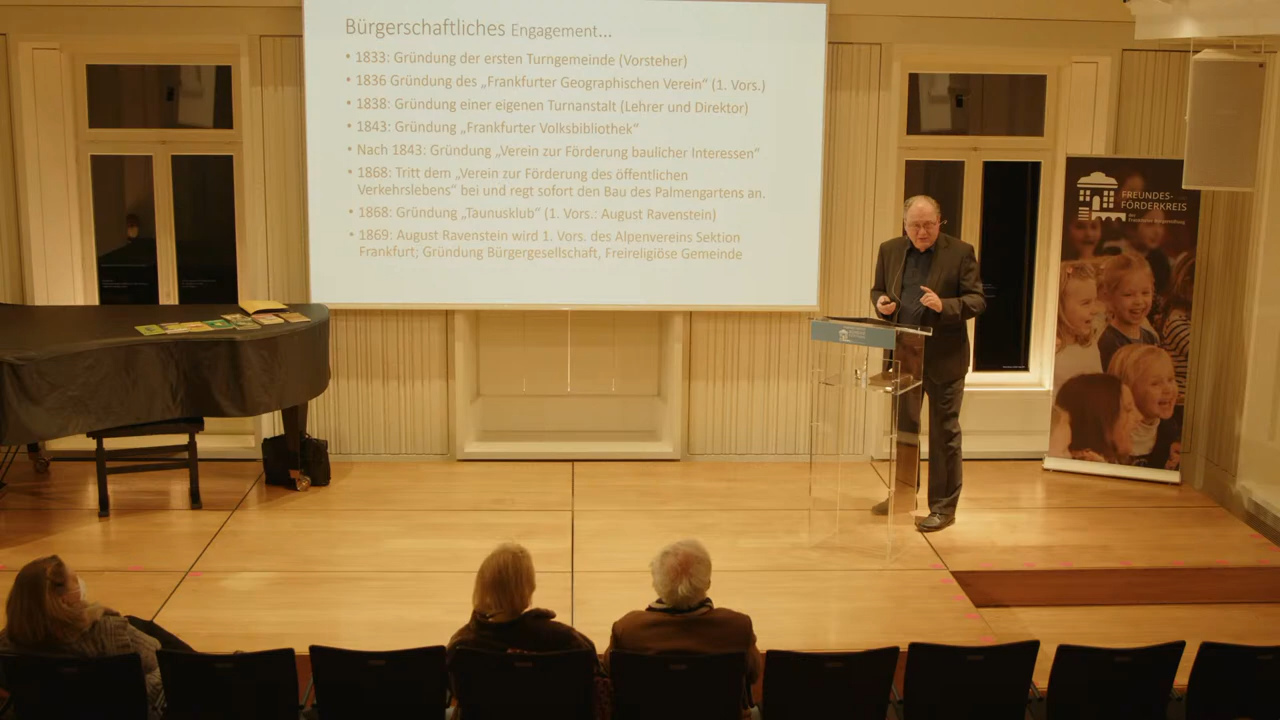 Bürgerschaftliches Engagement...
• 1833: Gründung der ersten Turngemeinde (Vorsteher)
• 1836 Gründung des „Frankfurter Geographischen Verein“ (1. Vors.)
• 1838: Gründung einer eigenen Turnanstalt (Lehrer und Direktor)
• 1843: Gründung „Frankfurter Volksbibliothek“
• Nach 1843: Gründung „Verein zur Förderung baulicher Interessen“
• 1868: Tritt dem „Verein zur Förderung des öffentlichen
Verkehrslebens“ bei und regt sofort den Bau des Palmengartens an.
• 1868: Gründung „Taunusklub“ (1. Vors.: August Ravenstein)
• 1869: August Ravenstein wird 1. Vors. des Alpenvereins Sektion
Frankfurt; Gründung Bürgergesellschaft, Freireligiöse Gemeinde
FREUNDES-
FÖRDERKREIS
der
Frankfurter Bürgerstiftung